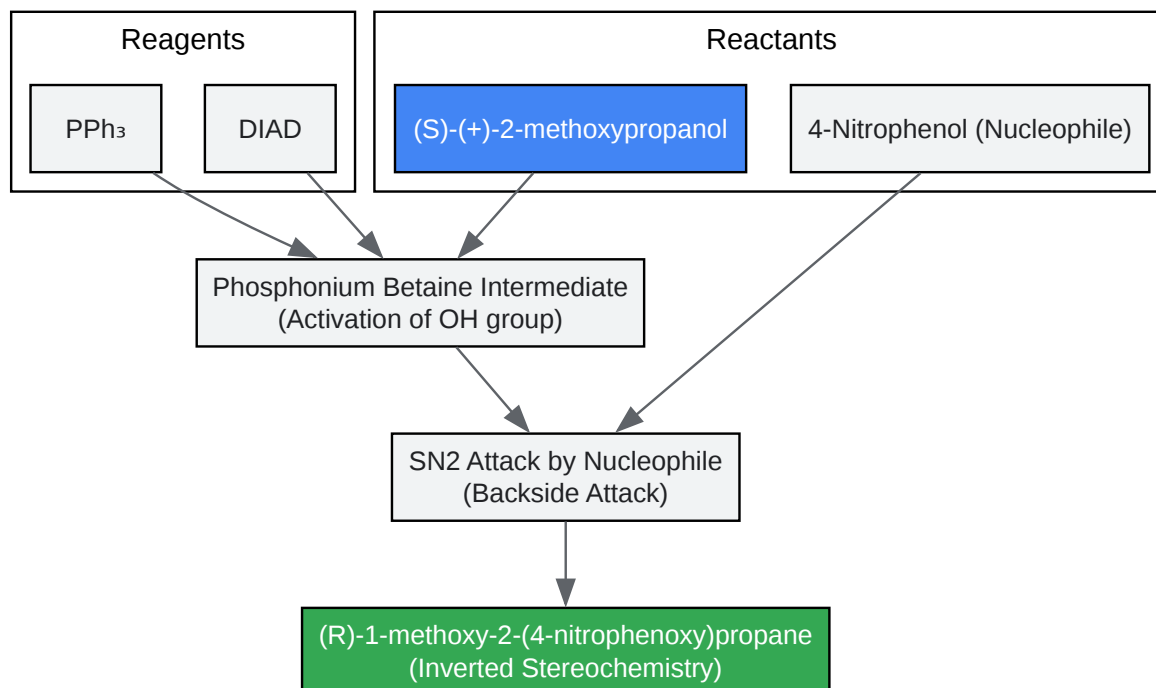 Reagents
Reactants
PPh₃
DIAD
(S)-(+)-2-methoxypropanol
4-Nitrophenol (Nucleophile)
Phosphonium Betaine Intermediate
(Activation of OH group)
SN2 Attack by Nucleophile
(Backside Attack)
(R)-1-methoxy-2-(4-nitrophenoxy)propane
(Inverted Stereochemistry)